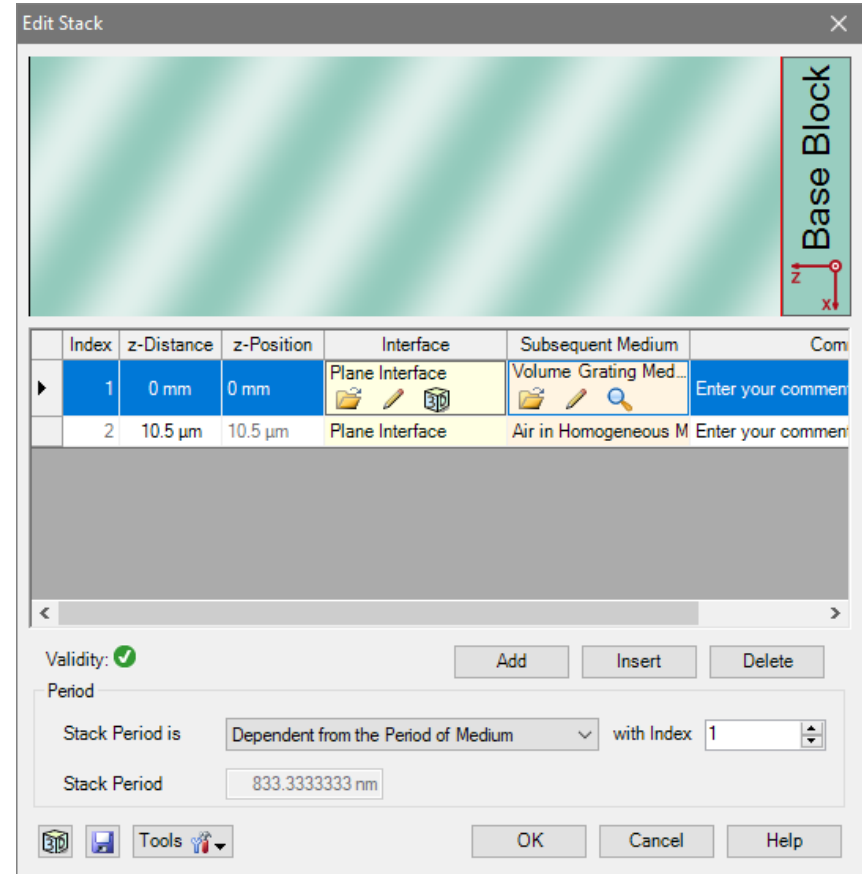 Edit Stack
Base Block
z
x
Index z-Distance z-Position Interface Subsequent Medium Com
1 0 mm 0 mm Plane Interface Volume Grating Med... Enter your commen
3D
2 10.5 µm 10.5 µm Plane Interface Air in Homogeneous M Enter your commen
Validity:
Add Insert Delete
Period
Stack Period is Dependent from the Period of Medium with Index 1
Stack Period 833.3333333 nm
3D Tools OK Cancel Help